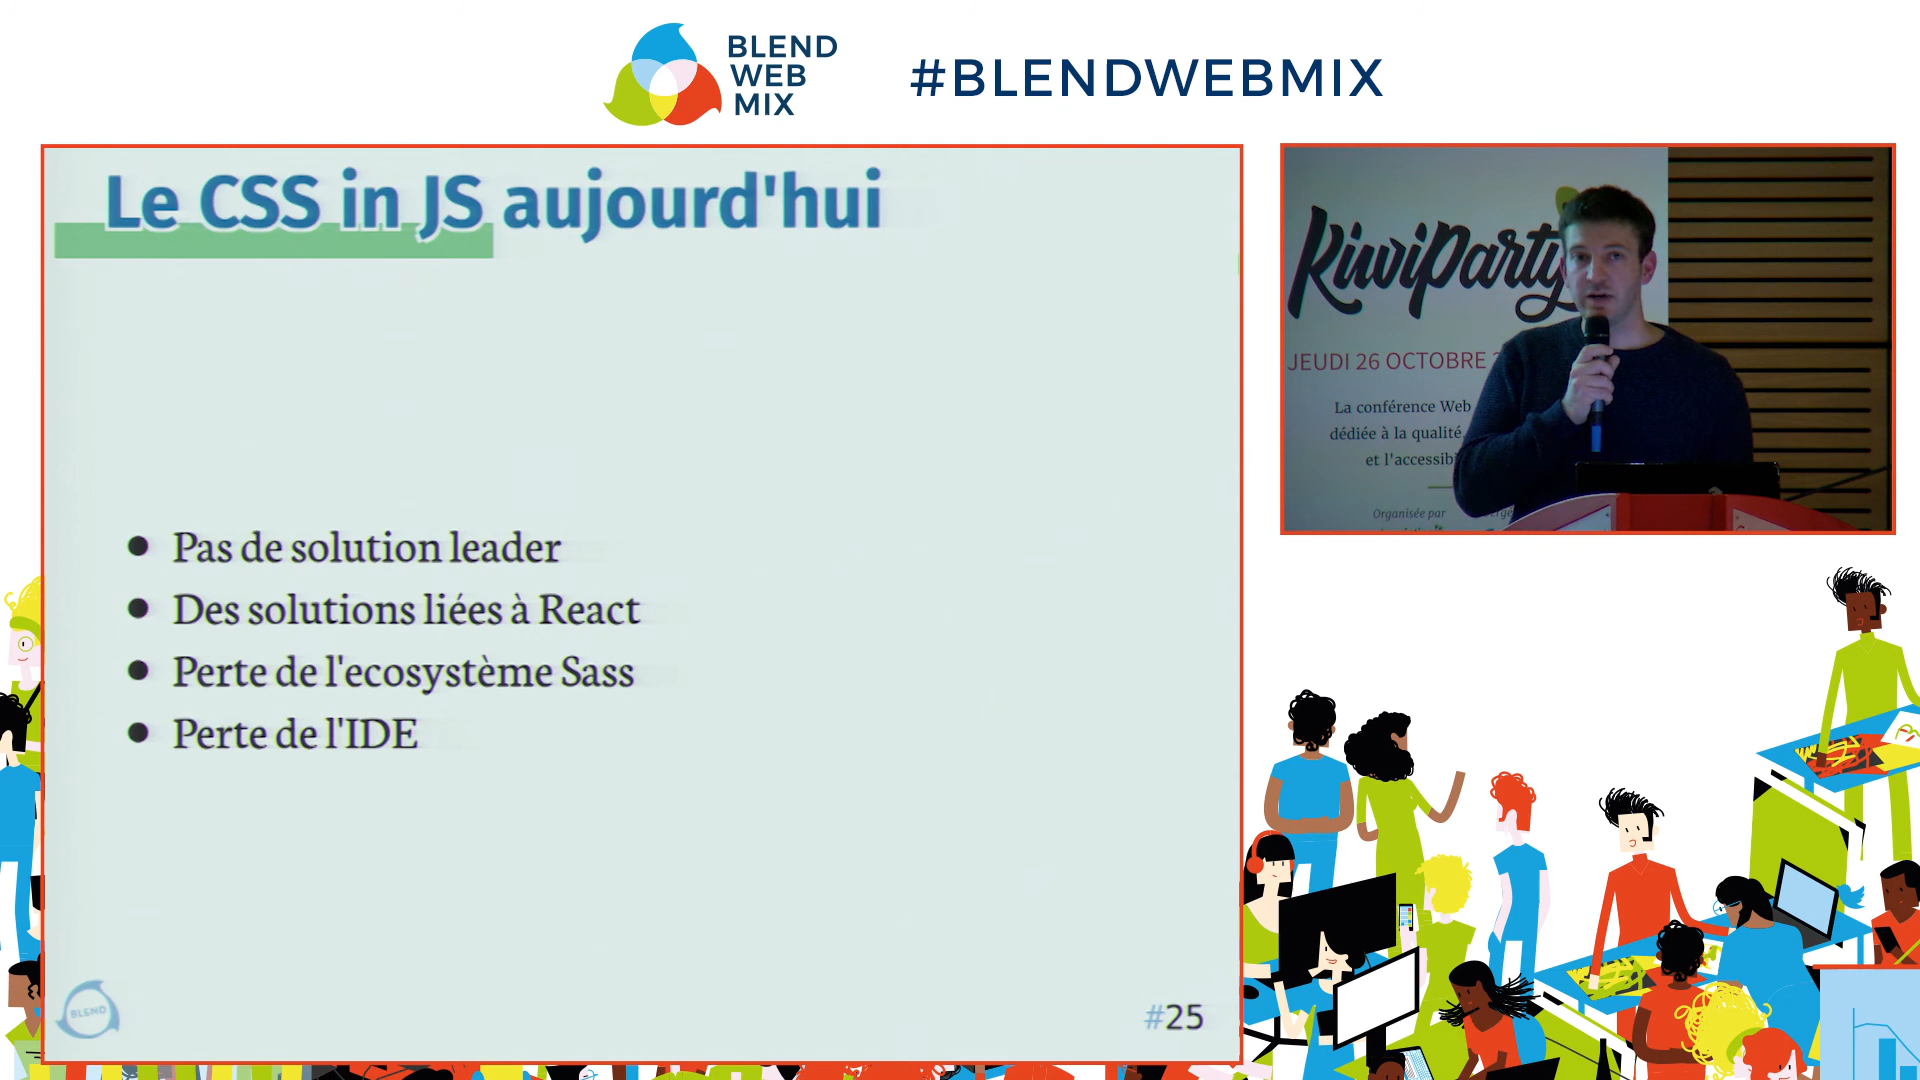 BLEND
WEB
MIX
#BLENDWEBMIX
Le CSS in JS aujourd'hui
Pas de solution leader
Des solutions liées à React
Perte de l'ecosystème Sass
Perte de l'IDE
BLEND
#25
KiwiParty
JEUDI 26 OCTOBRE
La conférence Web
dédiée à la qualité
et l'accessib
Organisée par